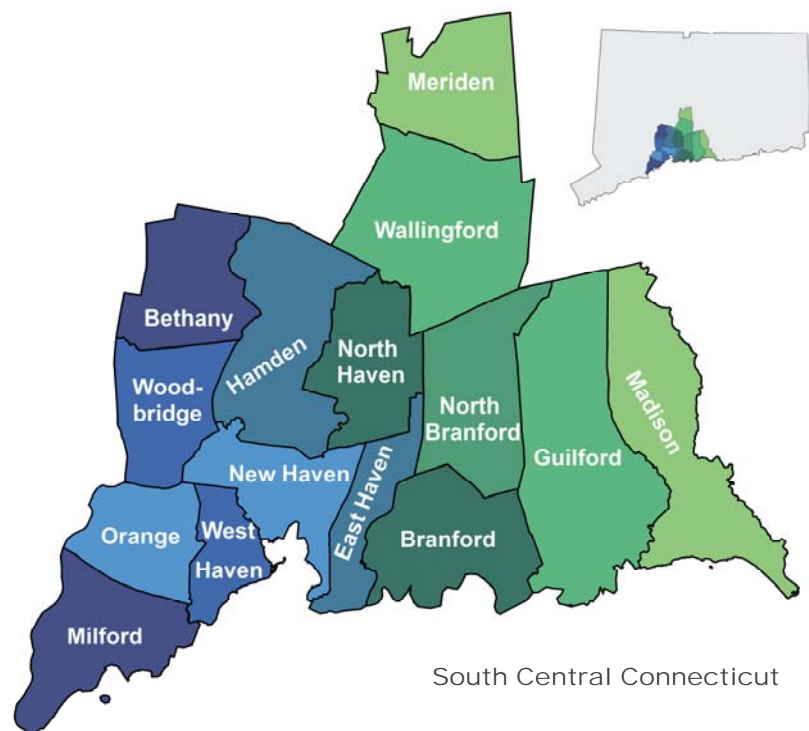 Meriden
Wallingford
Bethany
Hamden
North
Haven
Wood-
bridge
North
Branford
Madison
Guilford
New Haven
East Haven
Orange
West
Haven
Branford
Milford
South Central Connecticut